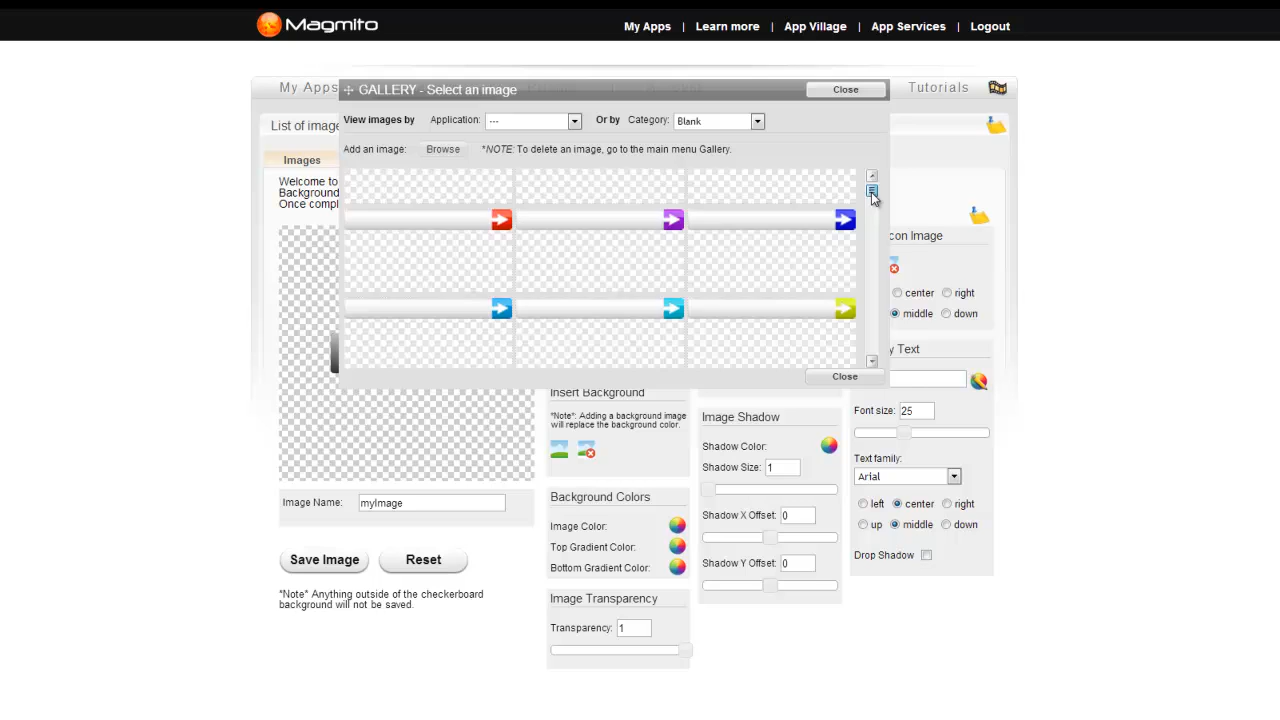 Magmito
My Apps | Learn more | App Village | App Services | Logout
My Apps
Tutorials
GALLERY - Select an image
Close
View images by Application: --- Or by Category: Blank
Add an image: Browse *NOTE: To delete an image, go to the main menu Gallery.
Close
Images
Welcome to
Background
Once compl
con Image
center right
middle down
y Text
Font size: 25
Text family:
Arial
left center right
up middle down
Drop Shadow
Insert Background
*Note*: Adding a background image
will replace the background color.
Background Colors
Image Color:
Top Gradient Color:
Bottom Gradient Color:
Image Transparency
Transparency: 1
Image Shadow
Shadow Color:
Shadow Size: 1
Shadow X Offset: 0
Shadow Y Offset: 0
Image Name: myImage
Save Image Reset
*Note* Anything outside of the checkerboard
background will not be saved.